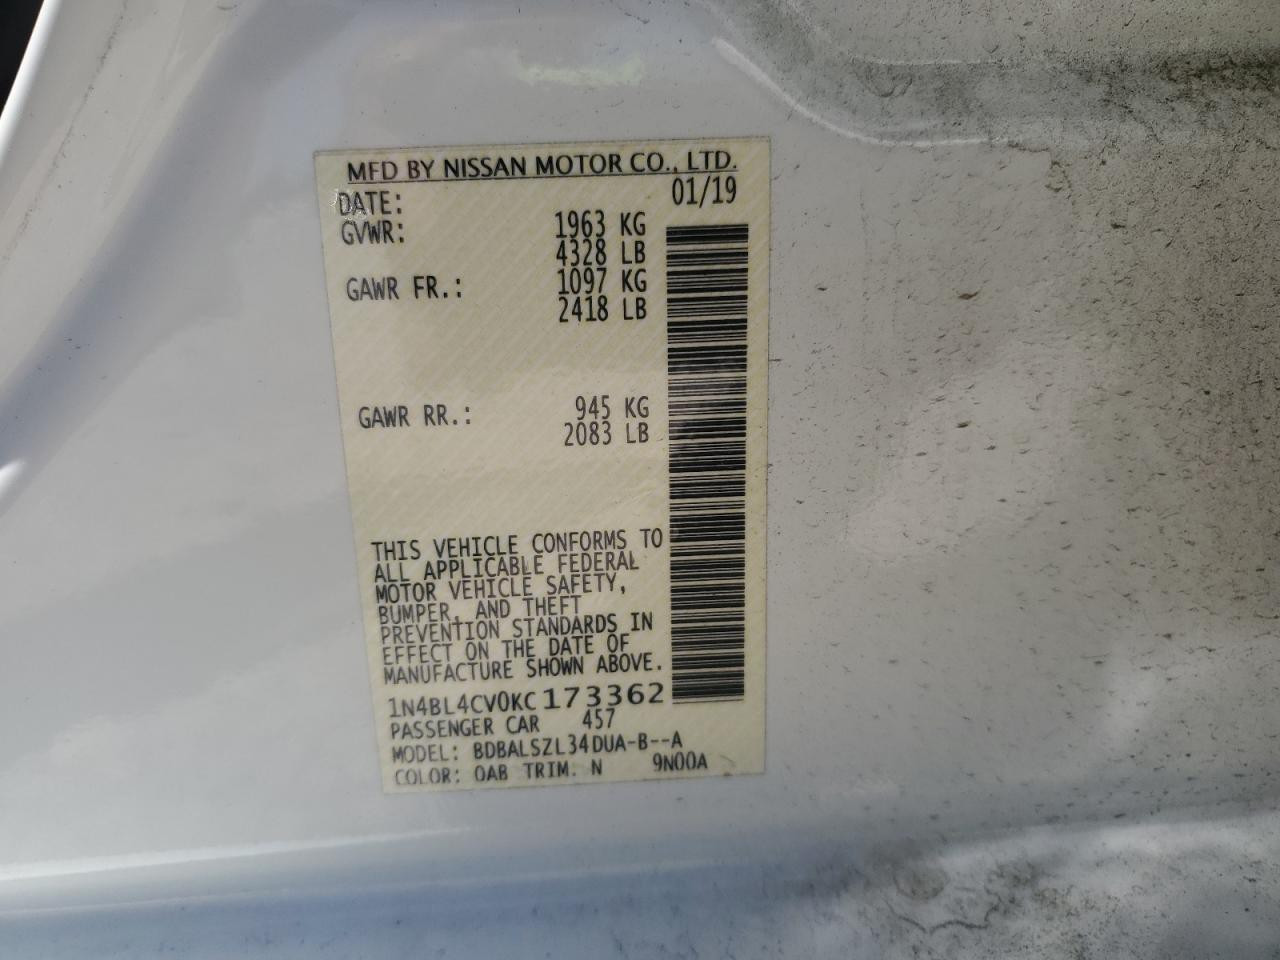 MFD BY NISSAN MOTOR CO., LTD.
DATE: 01/19
GVWR: 1963 KG
4328 LB
GAWR FR.: 1097 KG
2418 LB
GAWR RR.: 945 KG
2083 LB
THIS VEHICLE CONFORMS TO
ALL APPLICABLE FEDERAL
MOTOR VEHICLE SAFETY,
BUMPER, AND THEFT
PREVENTION STANDARDS IN
EFFECT ON THE DATE OF
MANUFACTURE SHOWN ABOVE.
1N4BL4CV0KC173362
PASSENGER CAR 457
MODEL: BDBALSZL34DUA-B--A
COLOR: QAB TRIM. N 9N00A